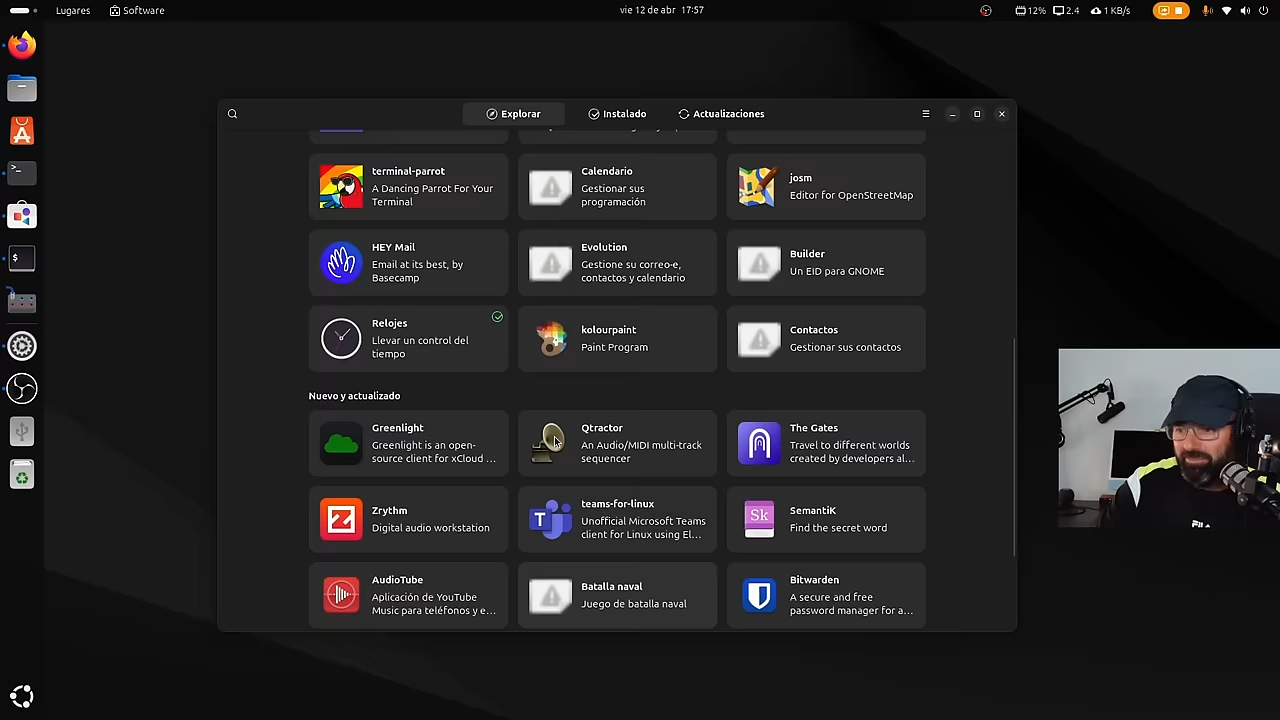 Lugares
Software
vie 12 de abr 17:57
12%
2.4
1 KB/s
Explorar
Instalado
Actualizaciones
terminal-parrot
A Dancing Parrot For Your
Terminal
Calendario
Gestionar sus
programación
josm
Editor for OpenStreetMap
HEY Mail
Email at its best, by
Basecamp
Evolution
Gestione su correo-e,
contactos y calendario
Builder
Un EID para GNOME
Relojes
Llevar un control del
tiempo
kolourpaint
Paint Program
Contactos
Gestionar sus contactos
Nuevo y actualizado
Greenlight
Greenlight is an open-
source client for xCloud ...
Qtractor
An Audio/MIDI multi-track
sequencer
The Gates
Travel to different worlds
created by developers al...
Zrythm
Digital audio workstation
teams-for-linux
Unofficial Microsoft Teams
client for Linux using El...
Sk
SemantiK
Find the secret word
AudioTube
Aplicación de YouTube
Music para teléfonos y e...
Batalla naval
Juego de batalla naval
Bitwarden
A secure and free
password manager for a...
FILA